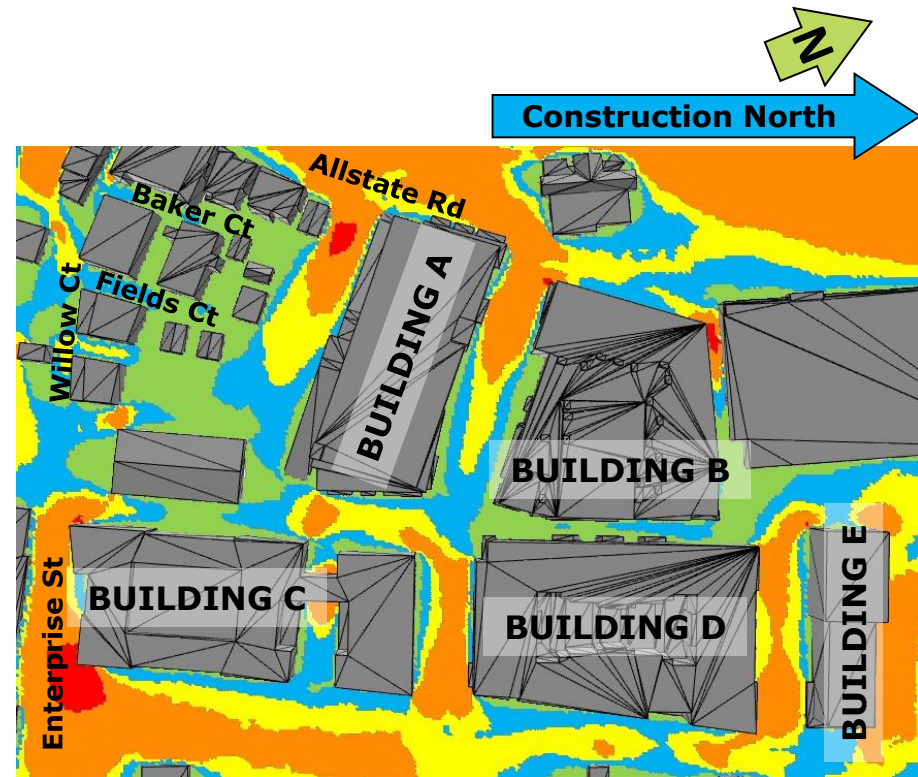 N
Construction North
Allstate Rd
Baker Ct
Fields Ct
Willow Ct
BUILDING A
BUILDING B
BUILDING C
BUILDING D
BUILDING E
Enterprise St